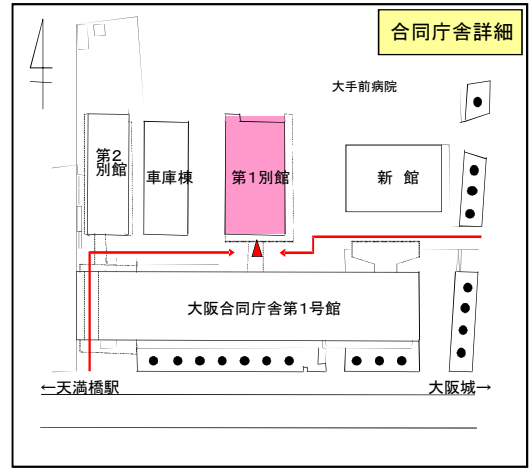 合同庁舎詳細
大手前病院
第2
別館
車庫棟
第1別館
新 館
大阪合同庁舎第1号館
←天満橋駅
大阪城→